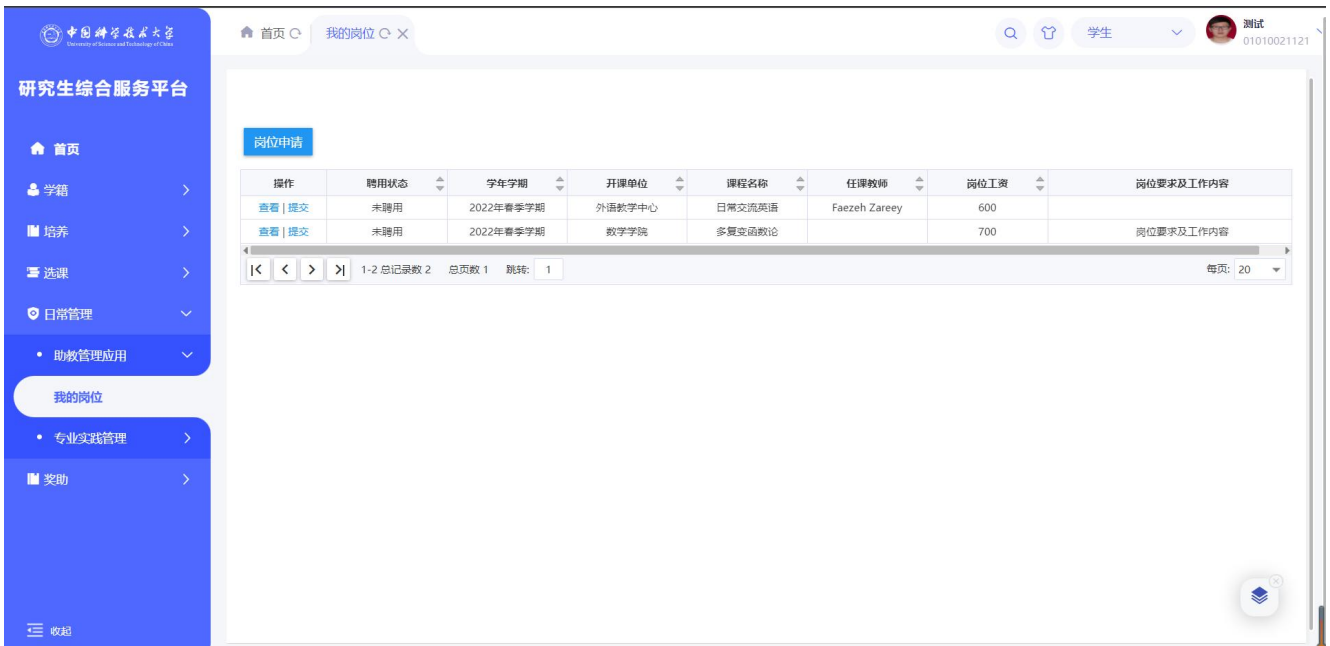 中国科学技术大学
University of Science and Technology of China
首页
我的岗位
学生
测试
01010021121
研究生综合服务平台
首页
学籍
培养
选课
日常管理
助教管理应用
我的岗位
专业实践管理
奖助
收起
岗位申请
操作 聘用状态 学年学期 开课单位 课程名称 任课教师 岗位工资 岗位要求及工作内容
查看 | 提交 未聘用 2022年春季学期 外语教学中心 日常交流英语 Faezeh Zareey 600
查看 | 提交 未聘用 2022年春季学期 数学学院 多复变函数论 700 岗位要求及工作内容
1-2 总记录数 2 总页数 1 跳转: 1 每页: 20